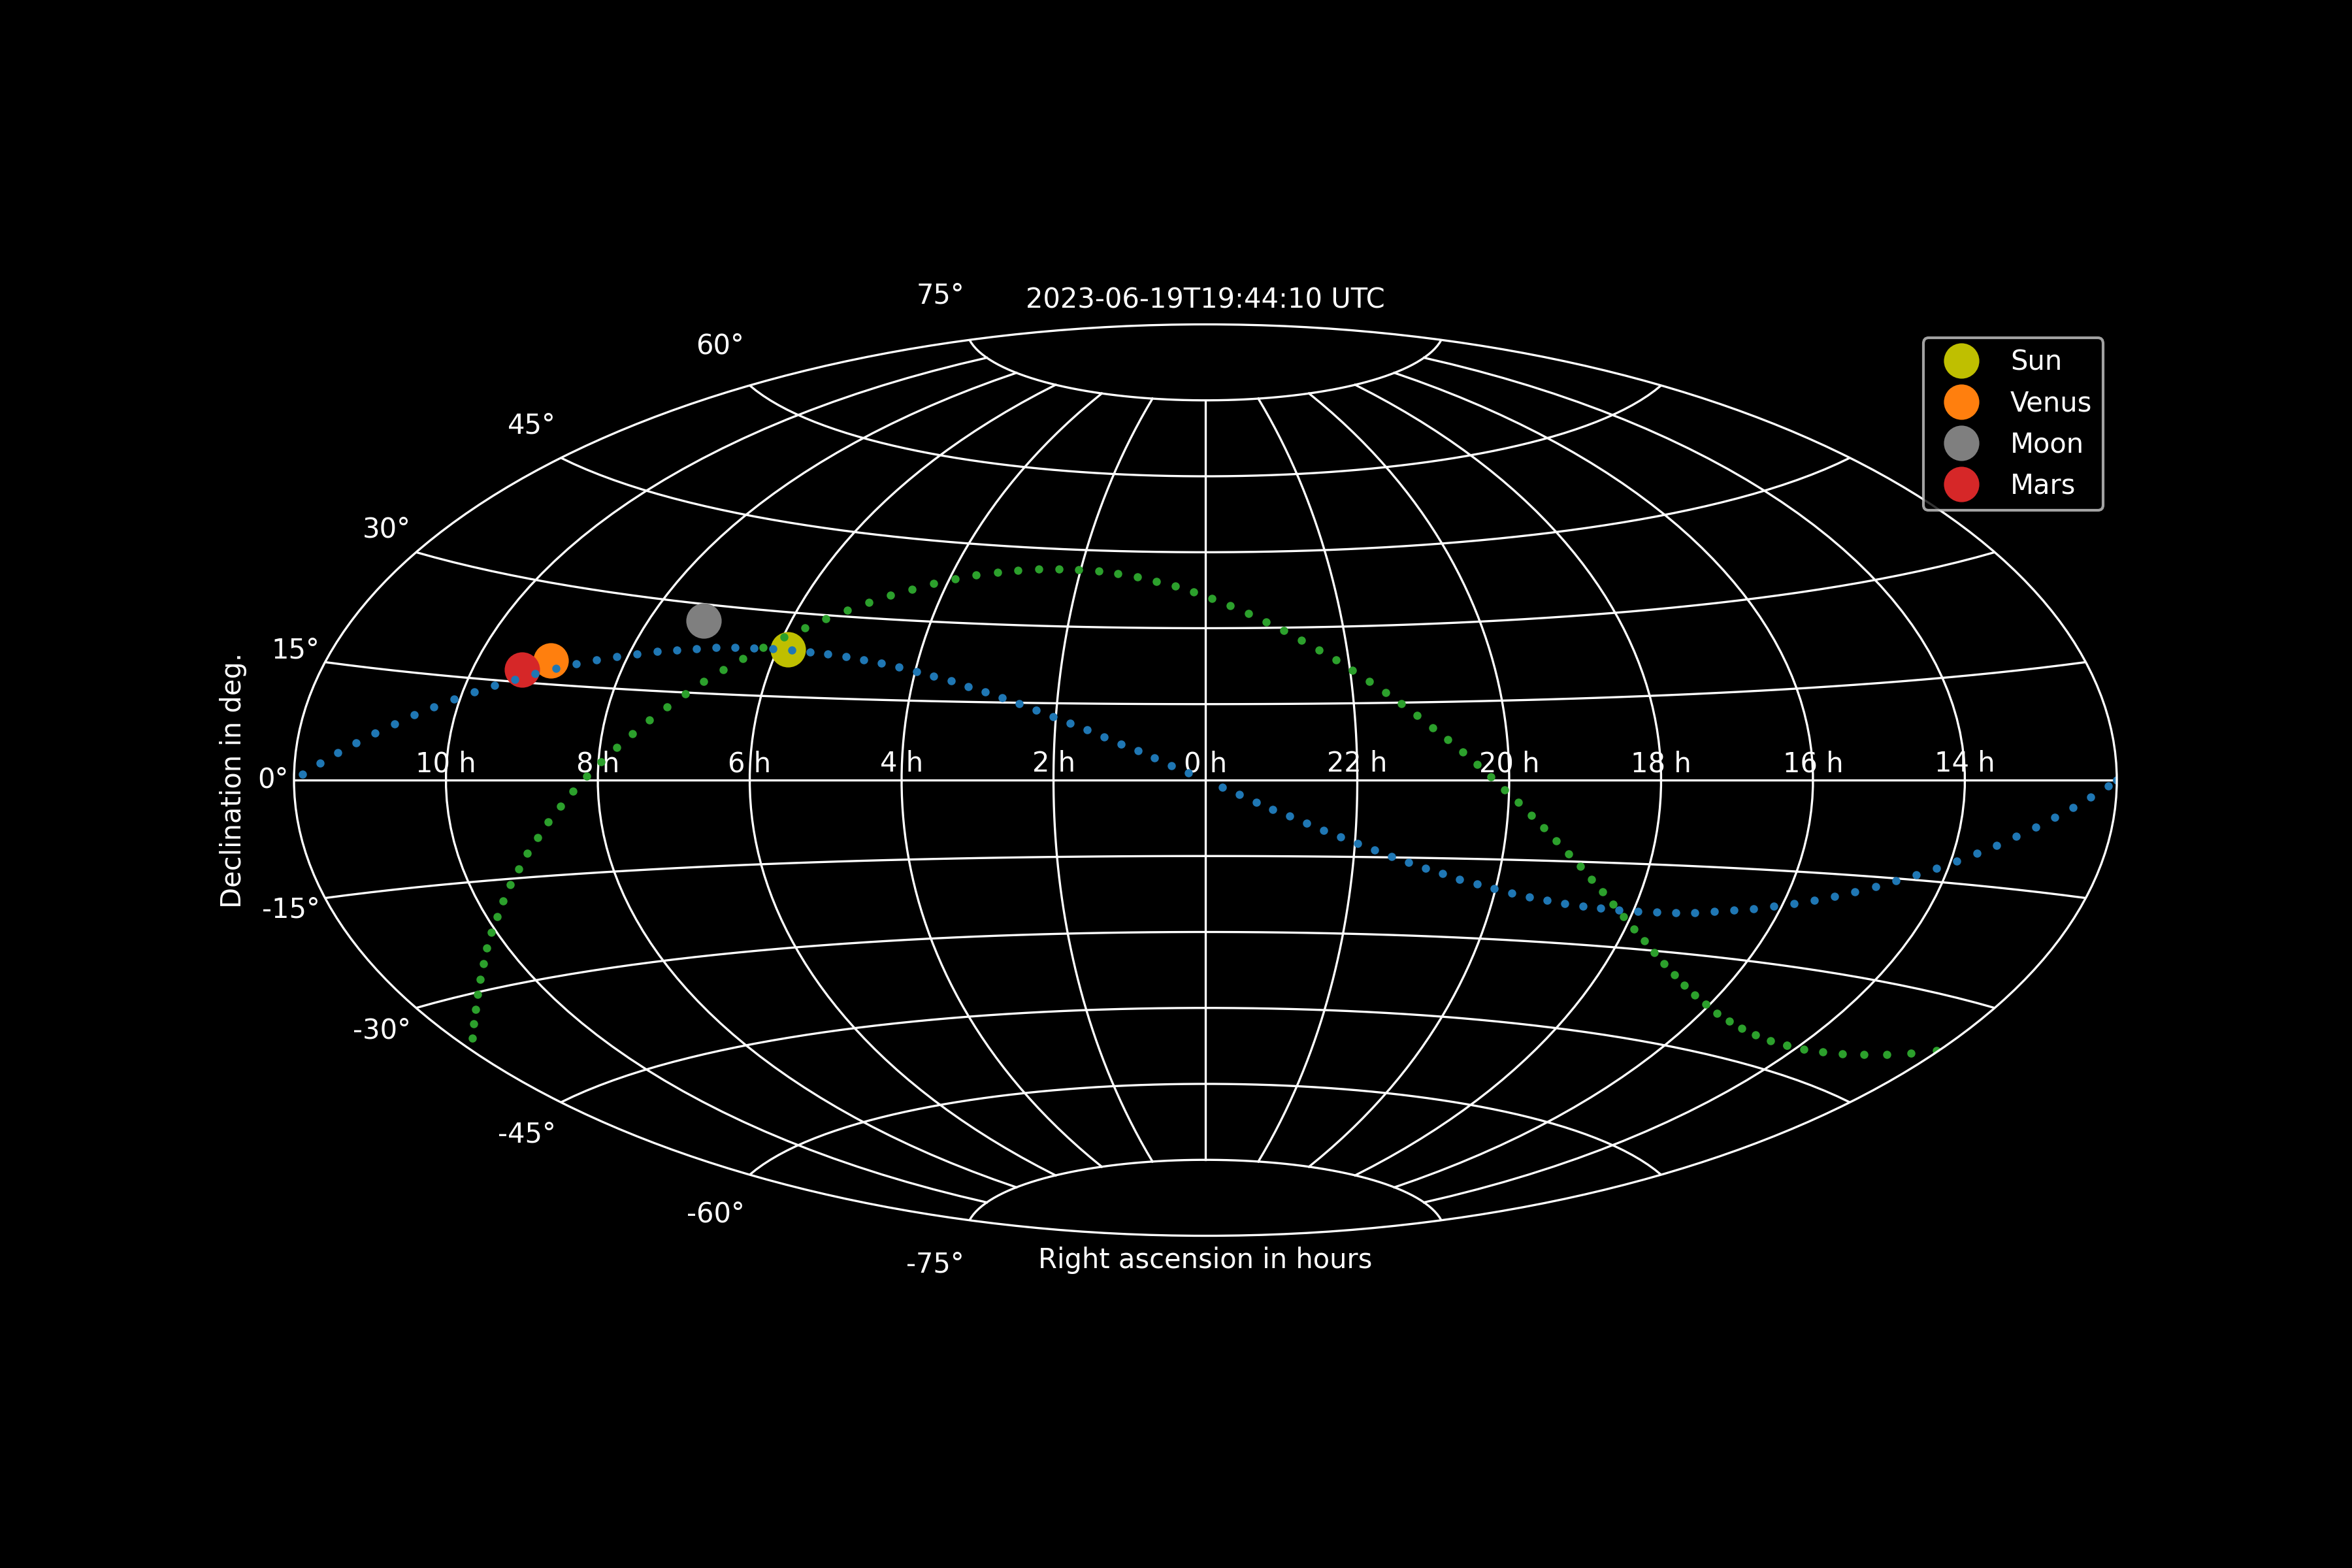 75°
2023-06-19T19:44:10 UTC
60°
Sun
Venus
Moon
Mars
45°
30°
15°
Declination in deg.
10 h
8 h
6 h
4 h
2 h
0 h
22 h
20 h
18 h
16 h
14 h
0°
-15°
-30°
-45°
-60°
-75°
Right ascension in hours